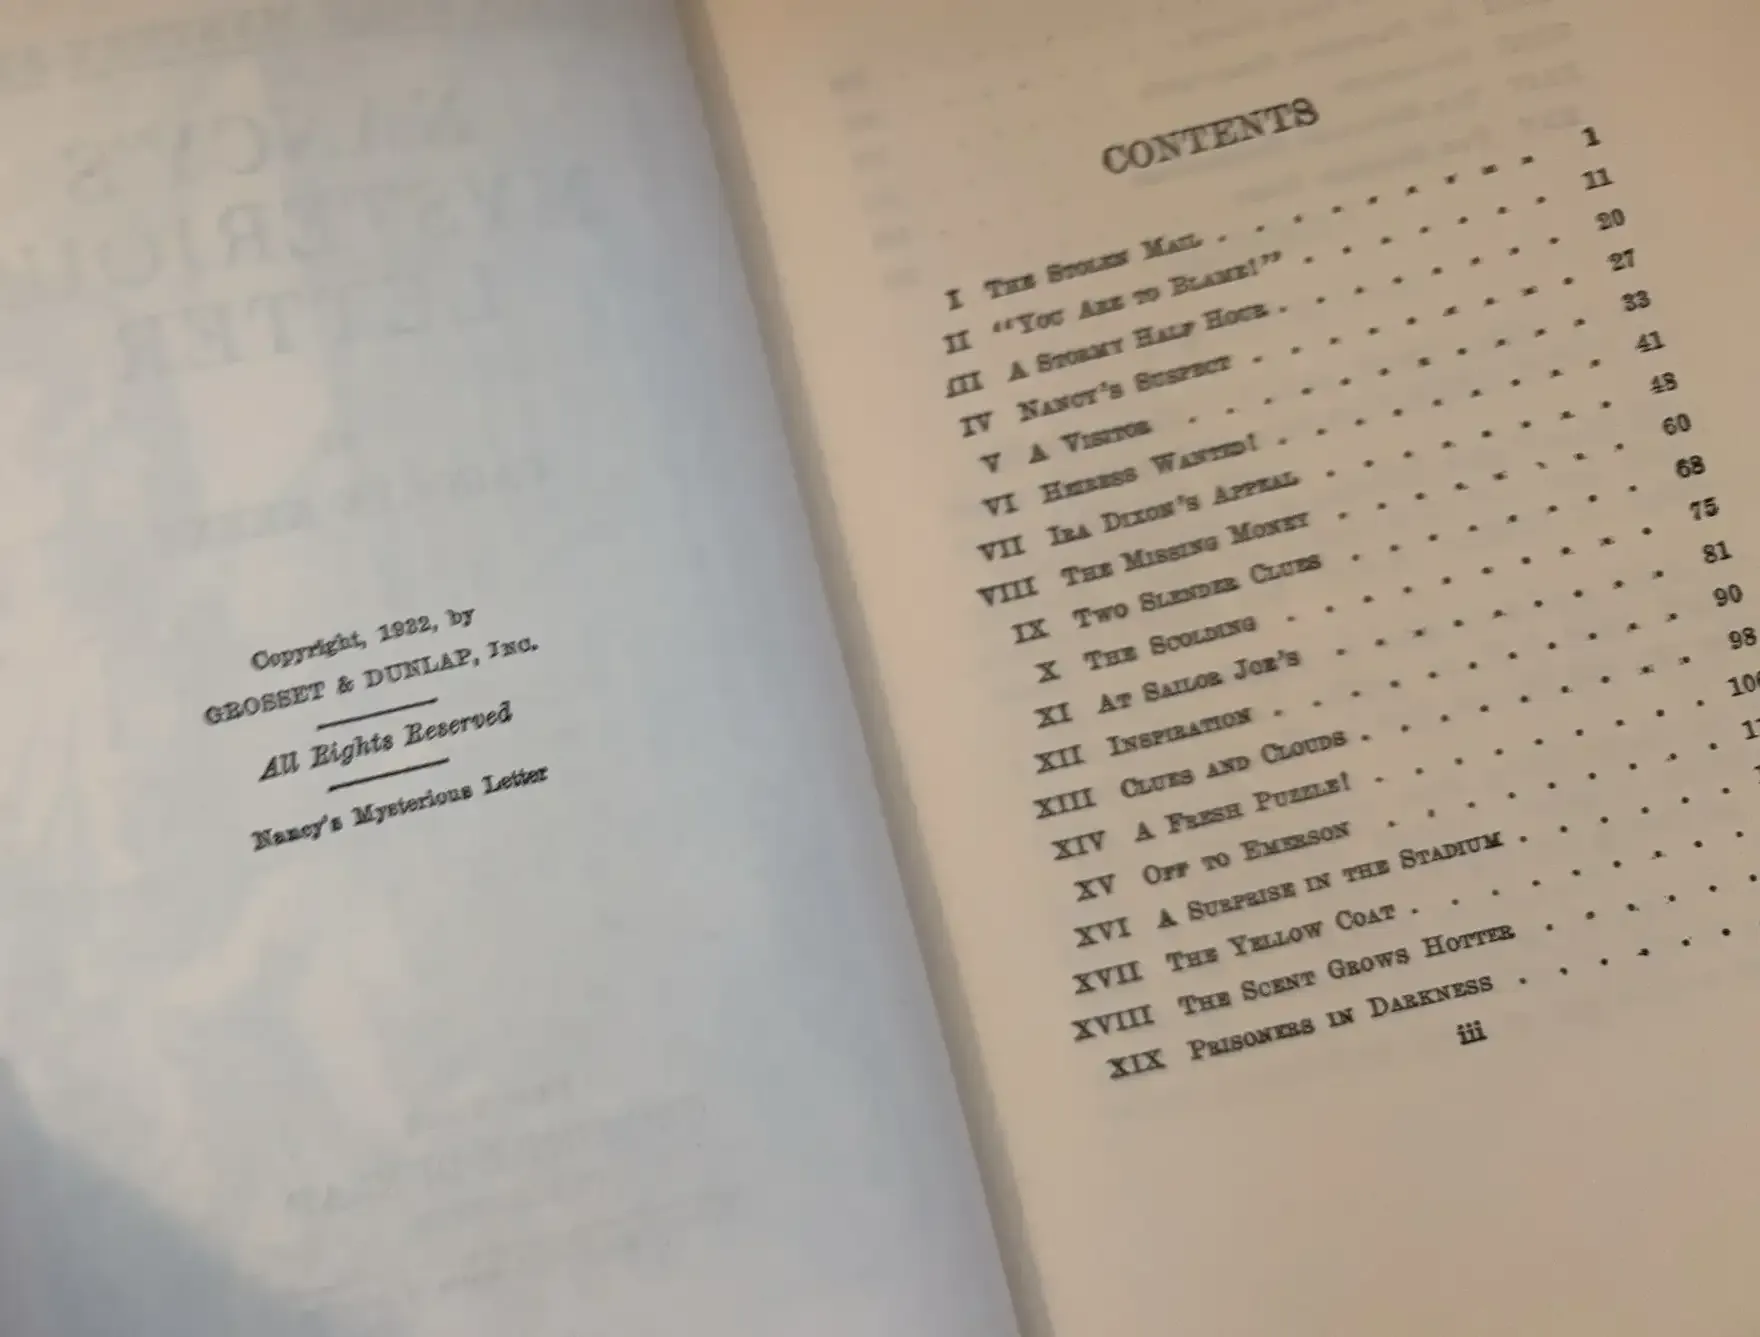 Copyright, 1932, by
GROSSET & DUNLAP, Inc.
All Rights Reserved
Nancy's Mysterious Letter
CONTENTS
I The Stolen Mail . . . . . . . . . 1
II "You Are to Blame!" . . . . . . . 11
III A Stormy Half Hour . . . . . . . . 20
IV Nancy's Suspect . . . . . . . . . 27
V A Visitor . . . . . . . . . . . 33
VI Heiress Wanted! . . . . . . . . . 41
VII Ira Dixon's Appeal . . . . . . . . 48
VIII The Missing Money . . . . . . . . 60
IX Two Slender Clues . . . . . . . . 68
X The Scolding . . . . . . . . . . 75
XI At Sailor Joe's . . . . . . . . . 81
XII Inspiration . . . . . . . . . . . 90
XIII Clues and Clouds . . . . . . . . . 98
XIV A Fresh Puzzle! . . . . . . . . . 106
XV Off to Emerson . . . . . . . . .
XVI A Surprise in the Stadium . . . . . .
XVII The Yellow Coat . . . . . . . . .
XVIII The Scent Grows Hotter . . . . . .
XIX Prisoners in Darkness . . . . . .
iii